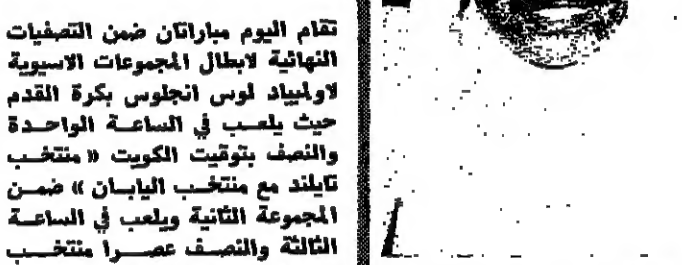 تقام اليوم مباراتان ضمن التصفيات
النهائية لابطال المجموعات الاسيوية
لاولمبياد لوس انجلوس بكرة القدم
حيث يلعب في الساعة الواحدة
والنصف بتوقيت الكويت « منتخب
تايلند مع منتخب اليابان » ضمن
المجموعة الثانية ويلعب في الساعة
الثالثة والنصف عصرا منتخب